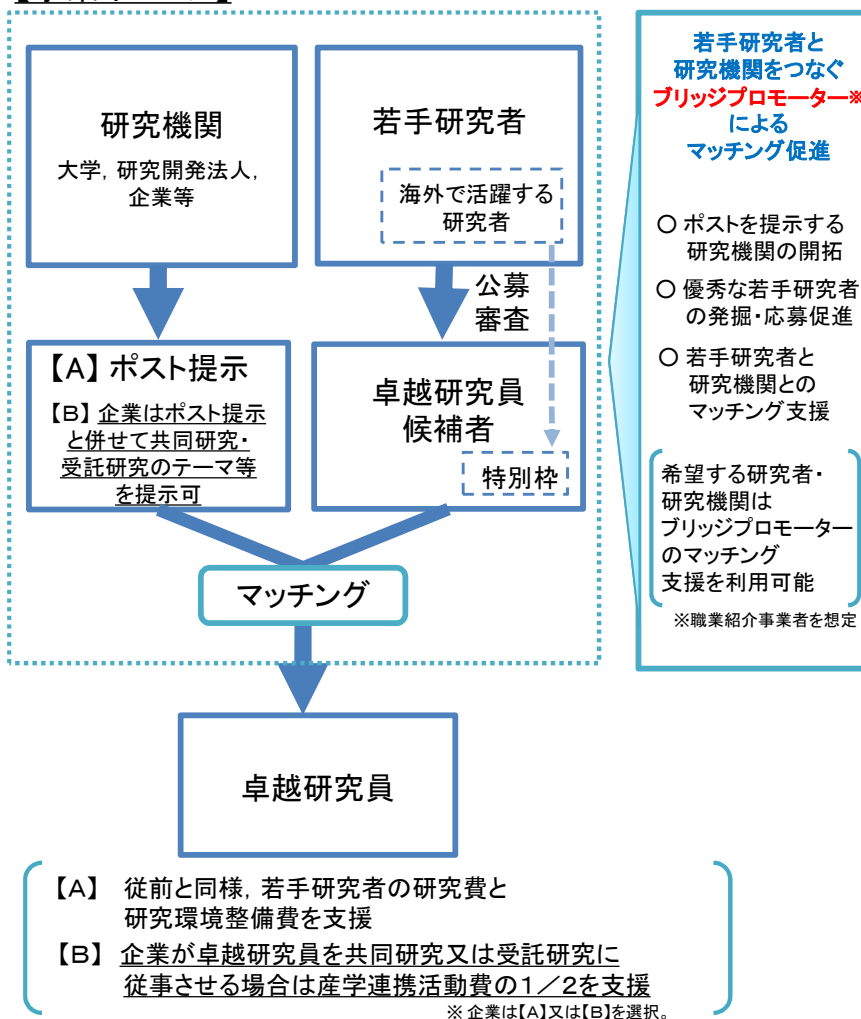 研究機関
大学，研究開発法人，
企業等
若手研究者
海外で活躍する
研究者
公募
審査
【Ａ】ポスト提示
【Ｂ】企業はポスト提示
と併せて共同研究・
受託研究のテーマ等
を提示可
卓越研究員
候補者
特別枠
マッチング
卓越研究員
【Ａ】 従前と同様，若手研究者の研究費と
研究環境整備費を支援
【Ｂ】 企業が卓越研究員を共同研究又は受託研究に
従事させる場合は産学連携活動費の１／２を支援
※ 企業は【Ａ】又は【Ｂ】を選択。
若手研究者と
研究機関をつなぐ
ブリッジプロモーター※
による
マッチング促進
○ ポストを提示する
研究機関の開拓
○ 優秀な若手研究者
の発掘・応募促進
○ 若手研究者と
研究機関との
マッチング支援
希望する研究者・
研究機関は
ブリッジプロモーター
のマッチング
支援を利用可能
※職業紹介事業者を想定